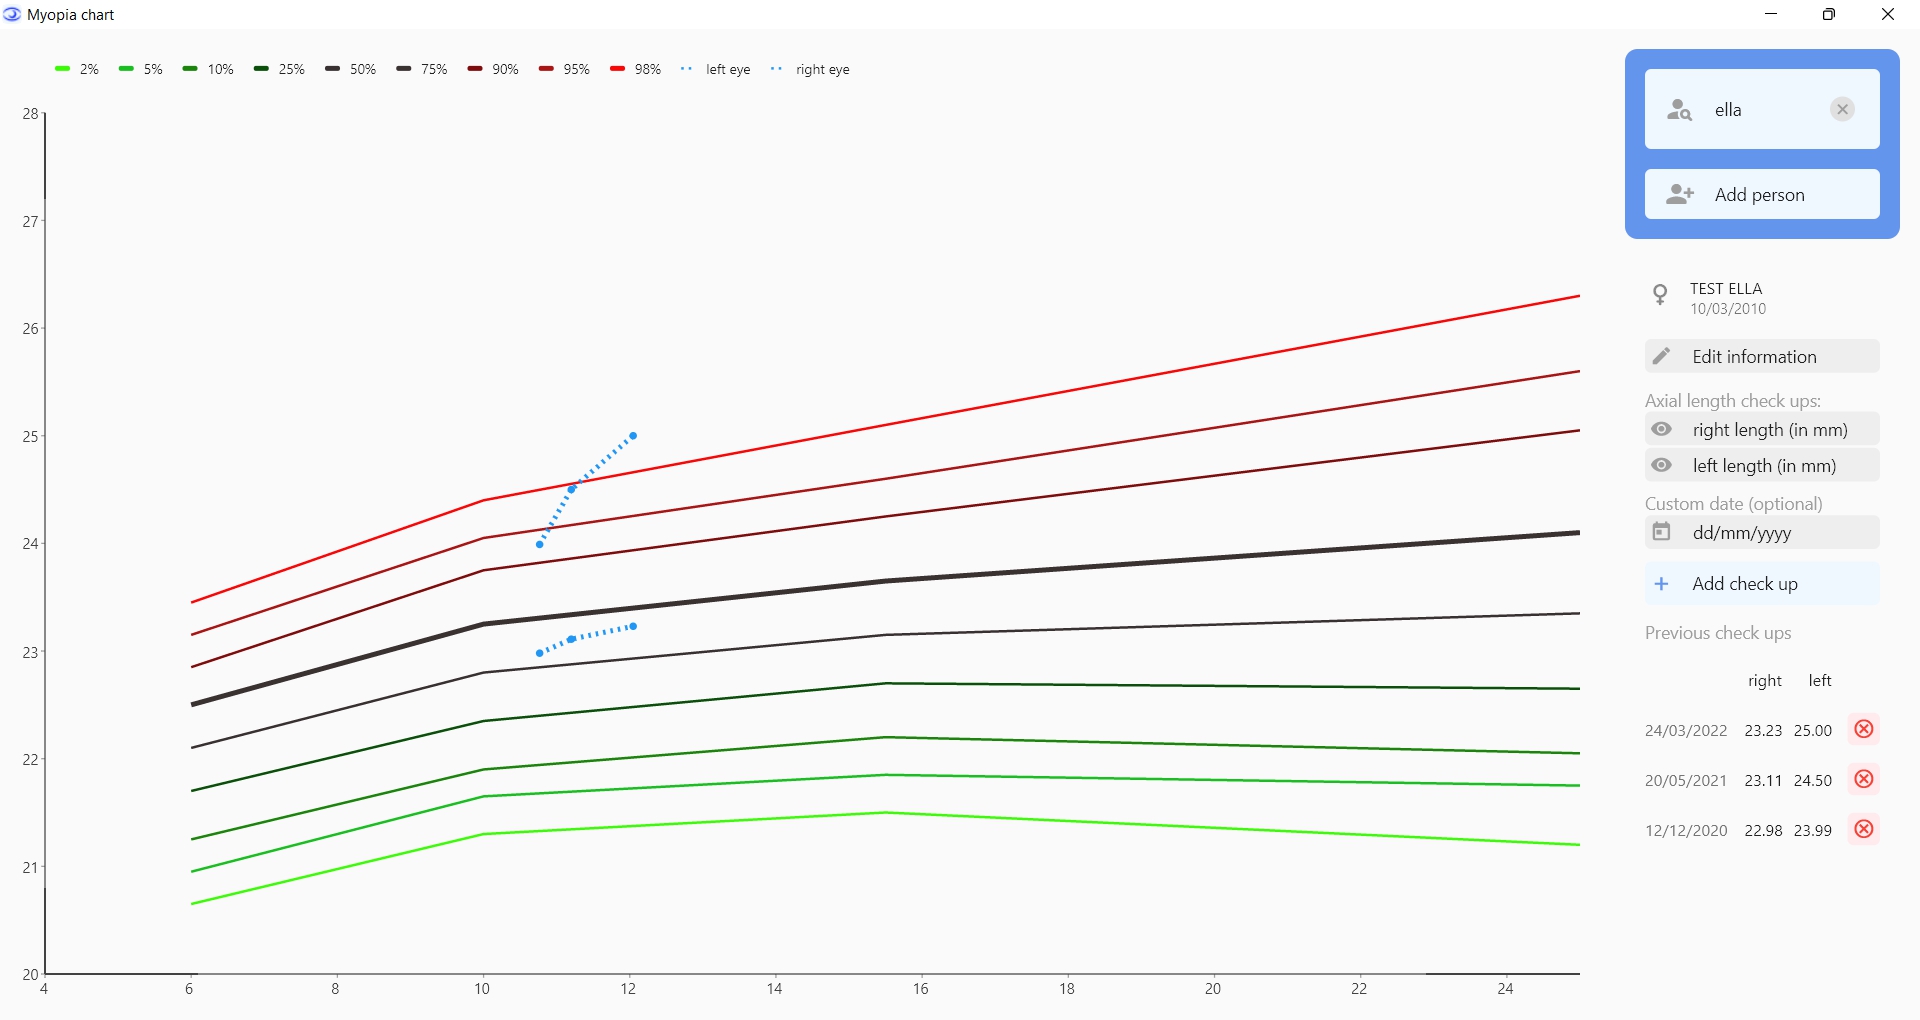 Myopia chart
2% 5% 10% 25% 50% 75% 90% 95% 98% left eye right eye
28
27
26
25
24
23
22
21
20
4 6 8 10 12 14 16 18 20 22 24
ella
Add person
TEST ELLA
10/03/2010
Edit information
Axial length check ups:
right length (in mm)
left length (in mm)
Custom date (optional)
dd/mm/yyyy
Add check up
Previous check ups
right left
24/03/2022 23.23 25.00
20/05/2021 23.11 24.50
12/12/2020 22.98 23.99